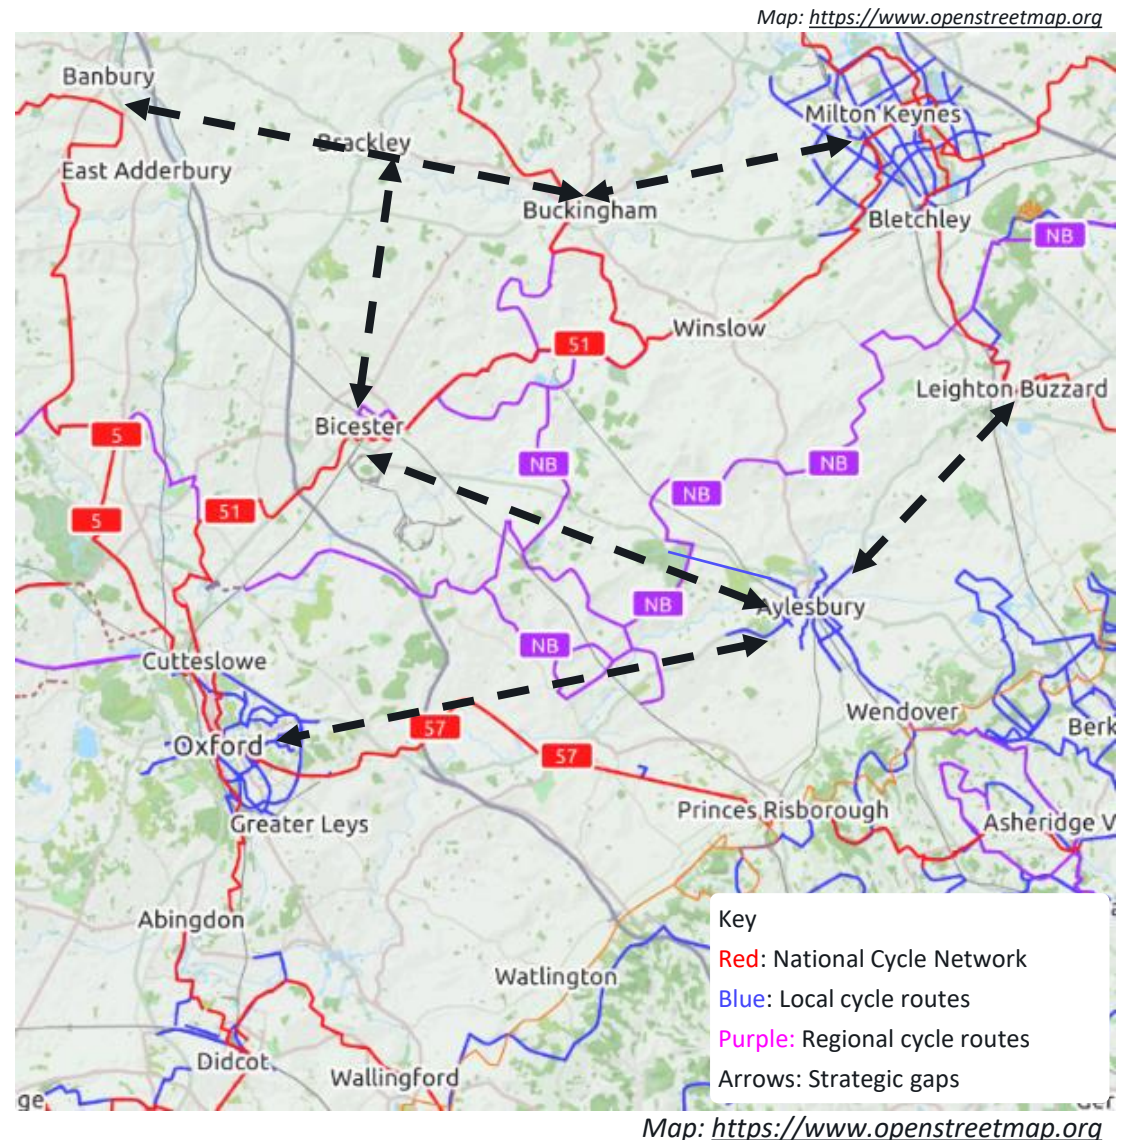 Map: https://www.openstreetmap.org
Banbury
Milton Keynes
Brackley
East Adderbury
Buckingham
Bletchley
NB
Winslow
51
Leighton Buzzard
Bicester
5
NB
NB
NB
51
5
NB
Aylesbury
NB
Cutteslowe
Wendover
Berk
57
Oxford
57
Princes Risborough
Greater Leys
Asheridge V
Abingdon
Key
Red: National Cycle Network
Watlington
Blue: Local cycle routes
Purple: Regional cycle routes
Didcot
Wallingford
Arrows: Strategic gaps
ge
Map: https://www.openstreetmap.org